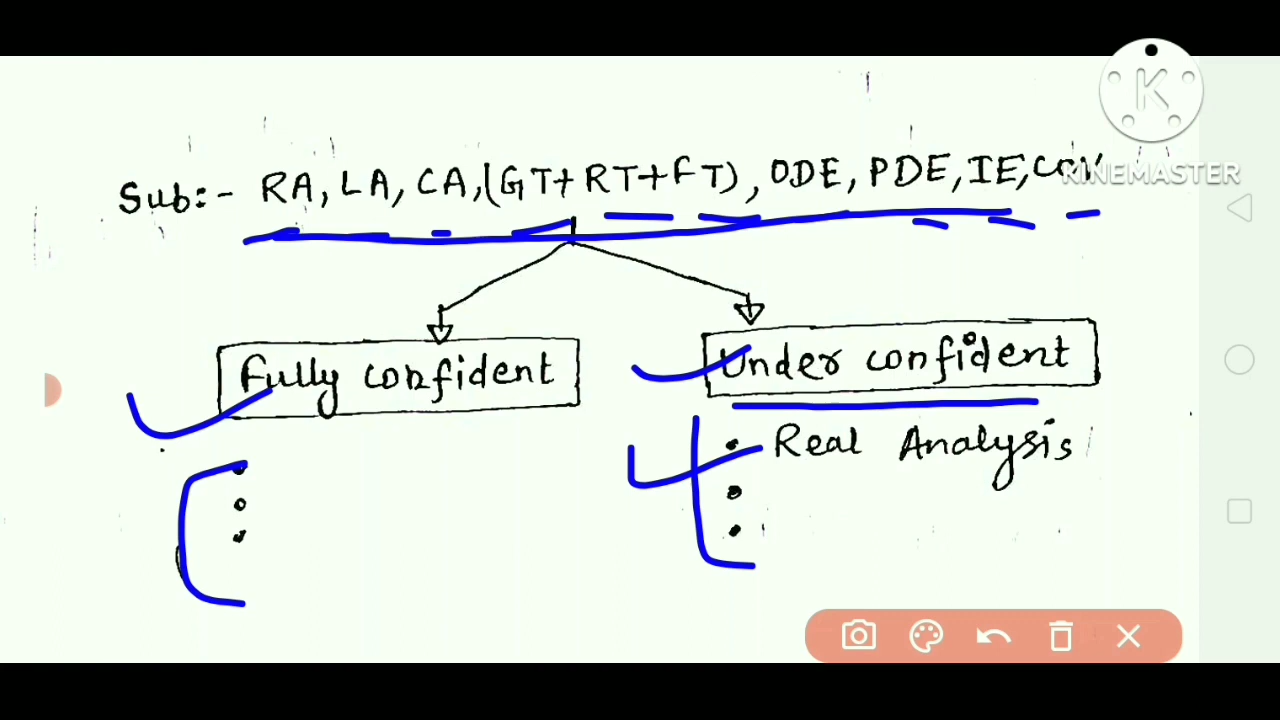 KINEMASTER
Sub:- RA, LA, CA, (GT+RT+FT), ODE, PDE, IE,
Fully confident
Under confident
• Real Analysis